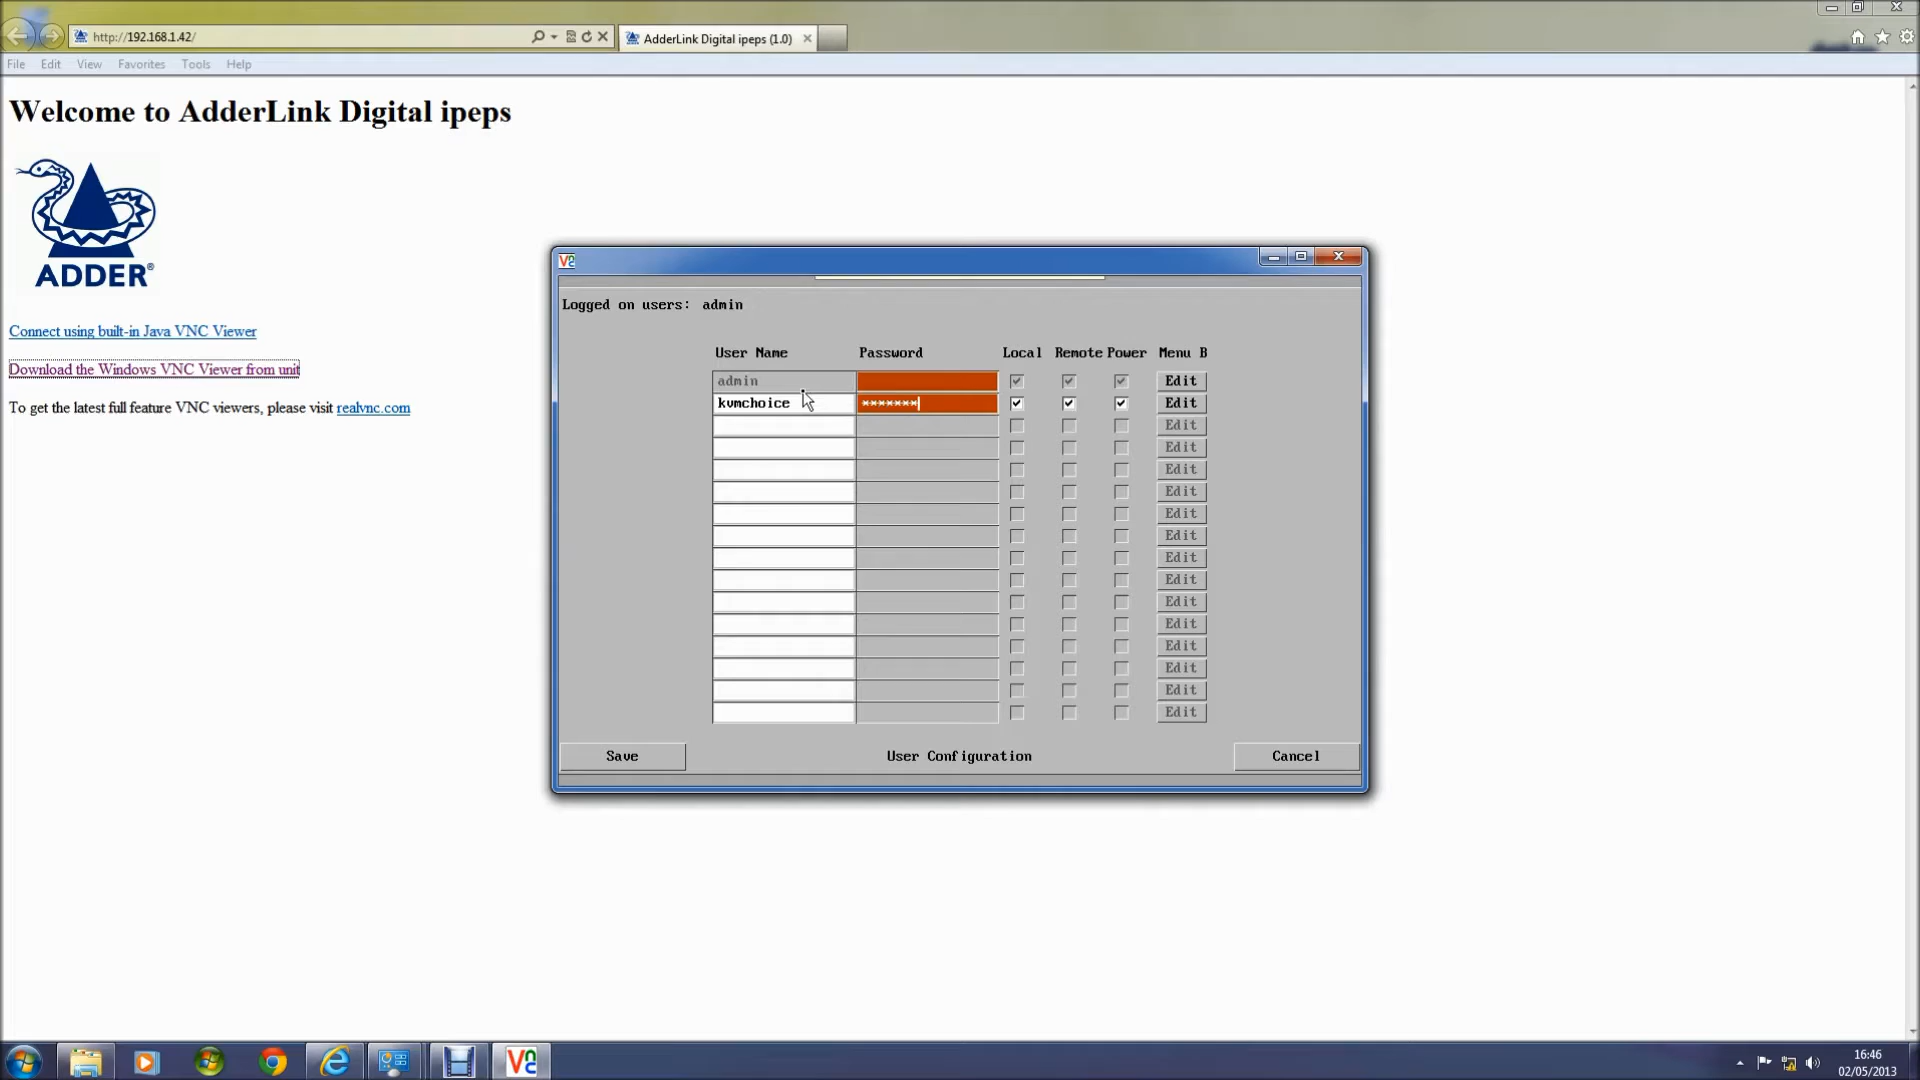 http://192.168.1.42/
AdderLink Digital ipeps (1.0)
File Edit View Favorites Tools Help
Welcome to AdderLink Digital ipeps
ADDER®
Connect using built-in Java VNC Viewer
Download the Windows VNC Viewer from unit
To get the latest full feature VNC viewers, please visit realvnc.com
Logged on users: admin
User Name Password Local Remote Power Menu B
admin Edit
kvmchoice ******* Edit
Edit
Edit
Edit
Edit
Edit
Edit
Edit
Edit
Edit
Edit
Edit
Edit
Edit
Edit
Save User Configuration Cancel
16:46
02/05/2013